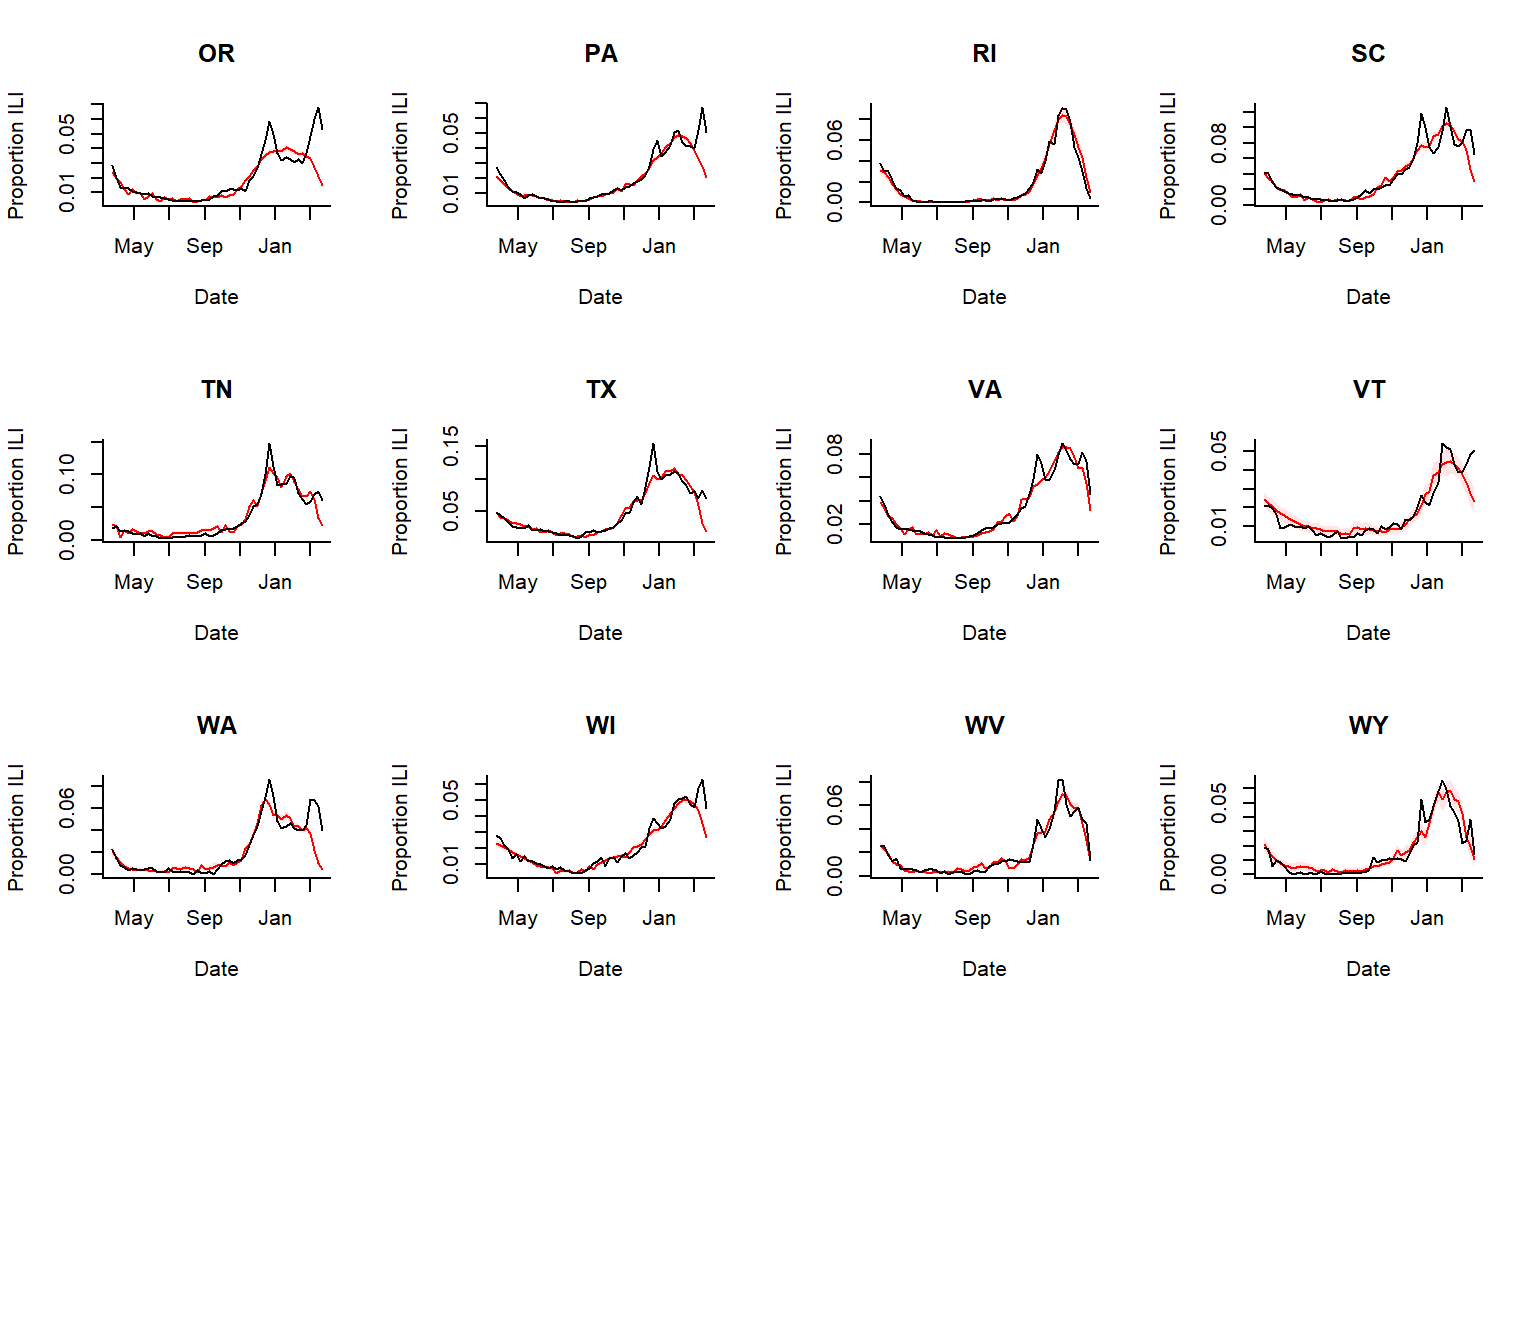 OR
Proportion ILI
0.01
0.05
May Sep Jan
Date
PA
Proportion ILI
0.01
0.05
May Sep Jan
Date
RI
Proportion ILI
0.00
0.06
May Sep Jan
Date
SC
Proportion ILI
0.00
0.08
May Sep Jan
Date
TN
Proportion ILI
0.00
0.10
May Sep Jan
Date
TX
Proportion ILI
0.05
0.15
May Sep Jan
Date
VA
Proportion ILI
0.02
0.08
May Sep Jan
Date
VT
Proportion ILI
0.01
0.05
May Sep Jan
Date
WA
Proportion ILI
0.00
0.06
May Sep Jan
Date
WI
Proportion ILI
0.01
0.05
May Sep Jan
Date
WV
Proportion ILI
0.00
0.06
May Sep Jan
Date
WY
Proportion ILI
0.00
0.05
May Sep Jan
Date